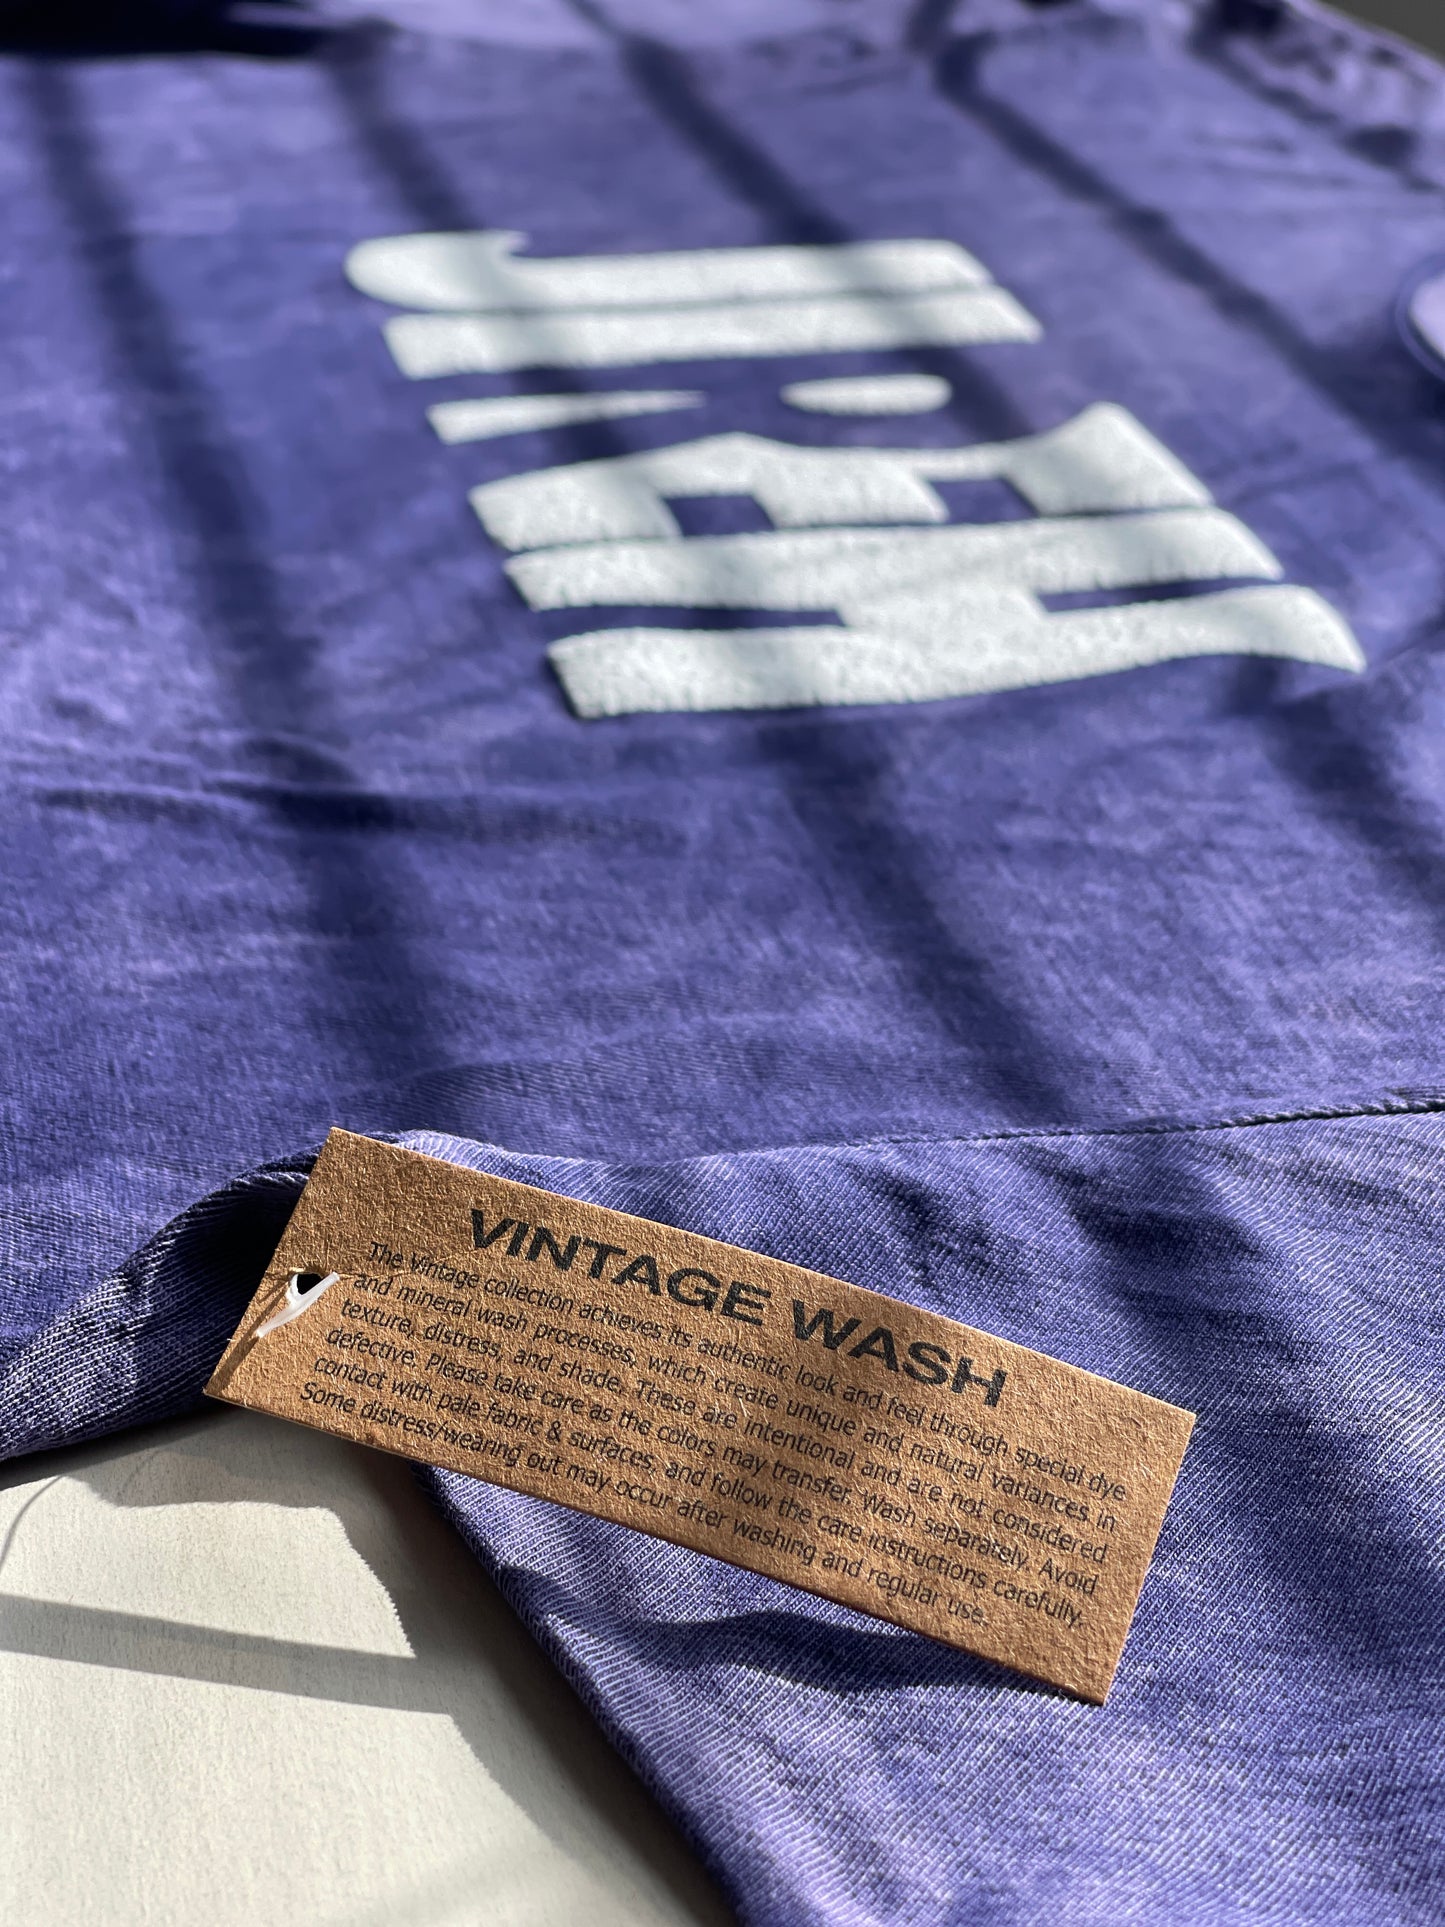 VINTAGE WASH
The Vintage collection achieves its authentic look and feel through special dye
and mineral wash processes, which create unique and natural variances in
texture, distress, and shade. These are intentional and are not considered
defective. Please take care as the colors may transfer. Wash separately. Avoid
contact with pale fabric & surfaces, and follow the care instructions carefully.
Some distress/wearing out may occur after washing and regular use.